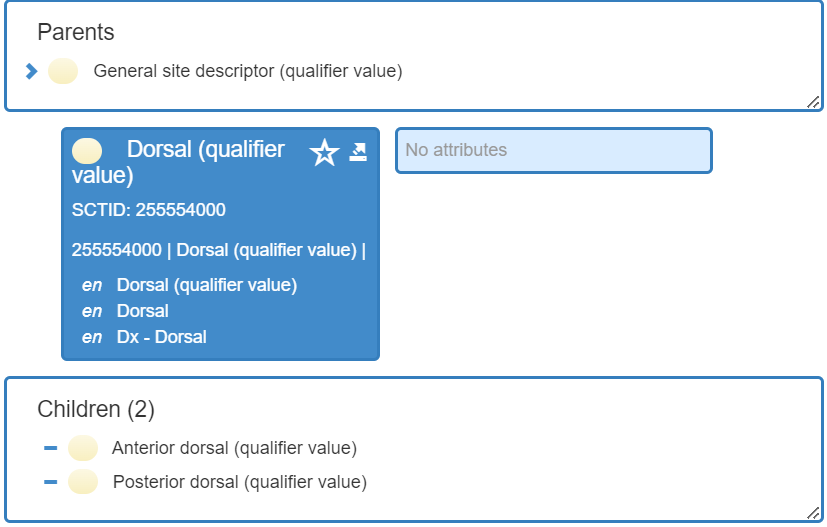 Parents
General site descriptor (qualifier value)
Dorsal (qualifier
value)
No attributes
SCTID: 255554000
255554000 | Dorsal (qualifier value) |
en Dorsal (qualifier value)
en Dorsal
en Dx - Dorsal
Children (2)
Anterior dorsal (qualifier value)
Posterior dorsal (qualifier value)